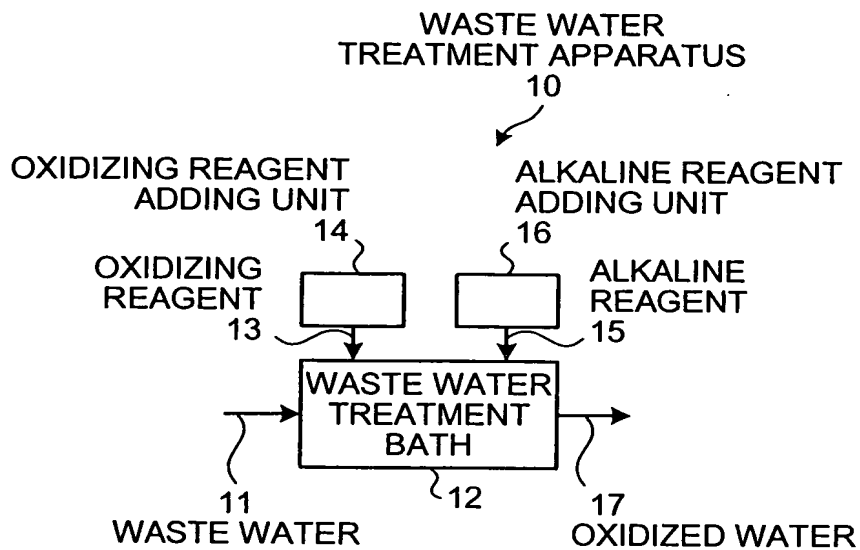 WASTE WATER
TREATMENT APPARATUS
10
OXIDIZING REAGENT
ADDING UNIT
14
ALKALINE REAGENT
ADDING UNIT
16
OXIDIZING
REAGENT
13
ALKALINE
REAGENT
15
WASTE WATER
TREATMENT
BATH
12
11
WASTE WATER
17
OXIDIZED WATER